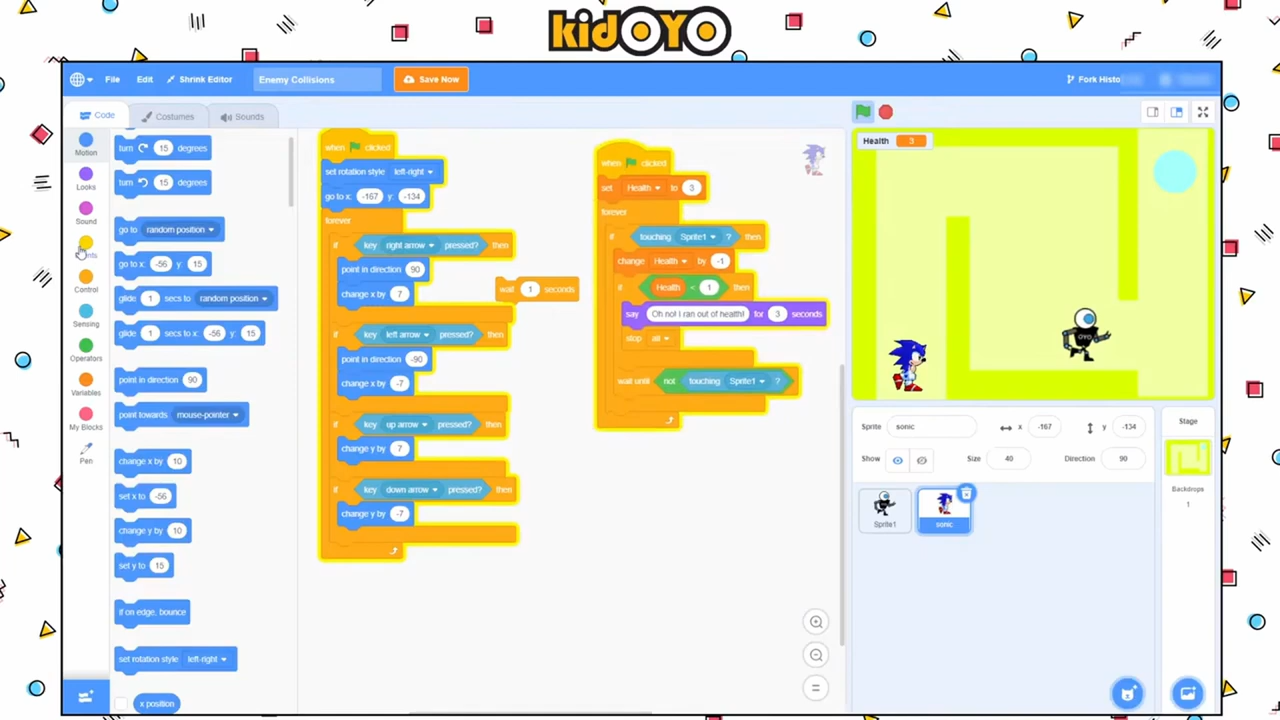 kidOYO
File Edit Shrink Editor Enemy Collisions Save Now Fork Histo
Code Costumes Sounds
Motion
Looks
Sound
Control
Sensing
Operators
Variables
My Blocks
Pen
turn 15 degrees
turn 15 degrees
go to random position
go to x: -56 y: 15
glide 1 secs to random position
glide 1 secs to x: -56 y: 15
point in direction 90
point towards mouse-pointer
change x by 10
set x to -56
change y by 10
set y to 15
if on edge, bounce
set rotation style left-right
x position
when clicked
set rotation style left-right
go to x: -167 y: -134
forever
if key right arrow pressed? then
point in direction 90
change x by 7
if key left arrow pressed? then
point in direction -90
change x by -7
if key up arrow pressed? then
change y by 7
if key down arrow pressed? then
change y by -7
wait 1 seconds
when clicked
set Health to 3
forever
if touching Sprite1 ? then
change Health by -1
if Health < 1 then
say Oh no! I ran out of health! for 3 seconds
stop all
wait until not touching Sprite1 ?
Health 3
OYO
Sprite sonic x -167 y -134
Show Size 40 Direction 90
Sprite1
sonic
Stage
Backdrops
1